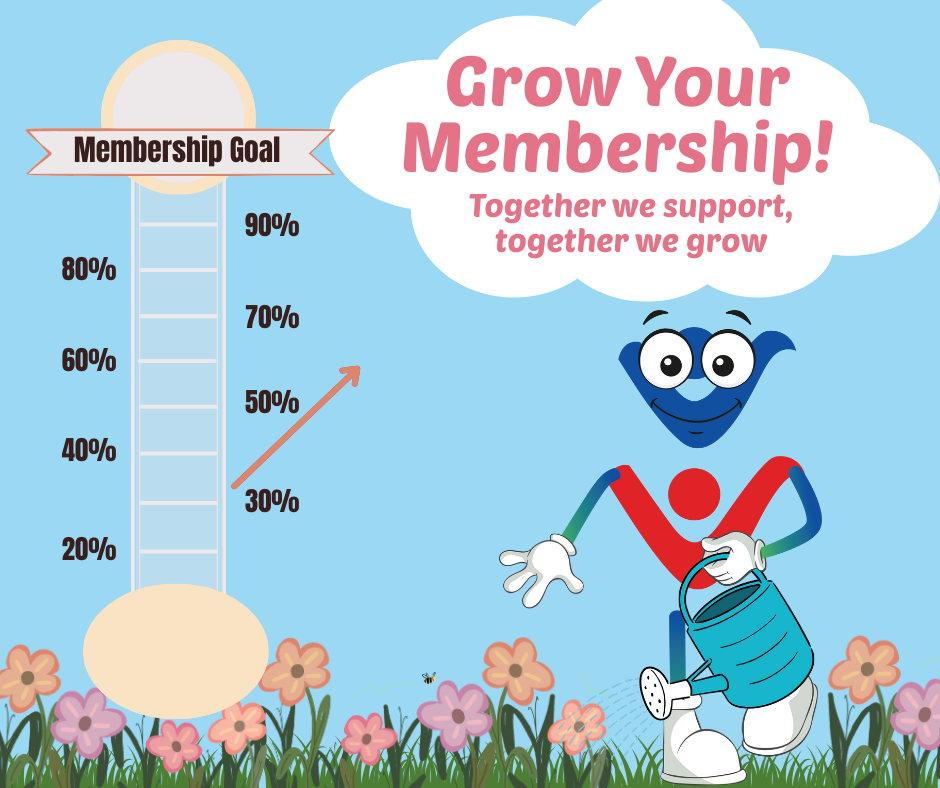 Grow Your
Membership!
Together we support,
together we grow
Membership Goal
90%
80%
70%
60%
50%
40%
30%
20%